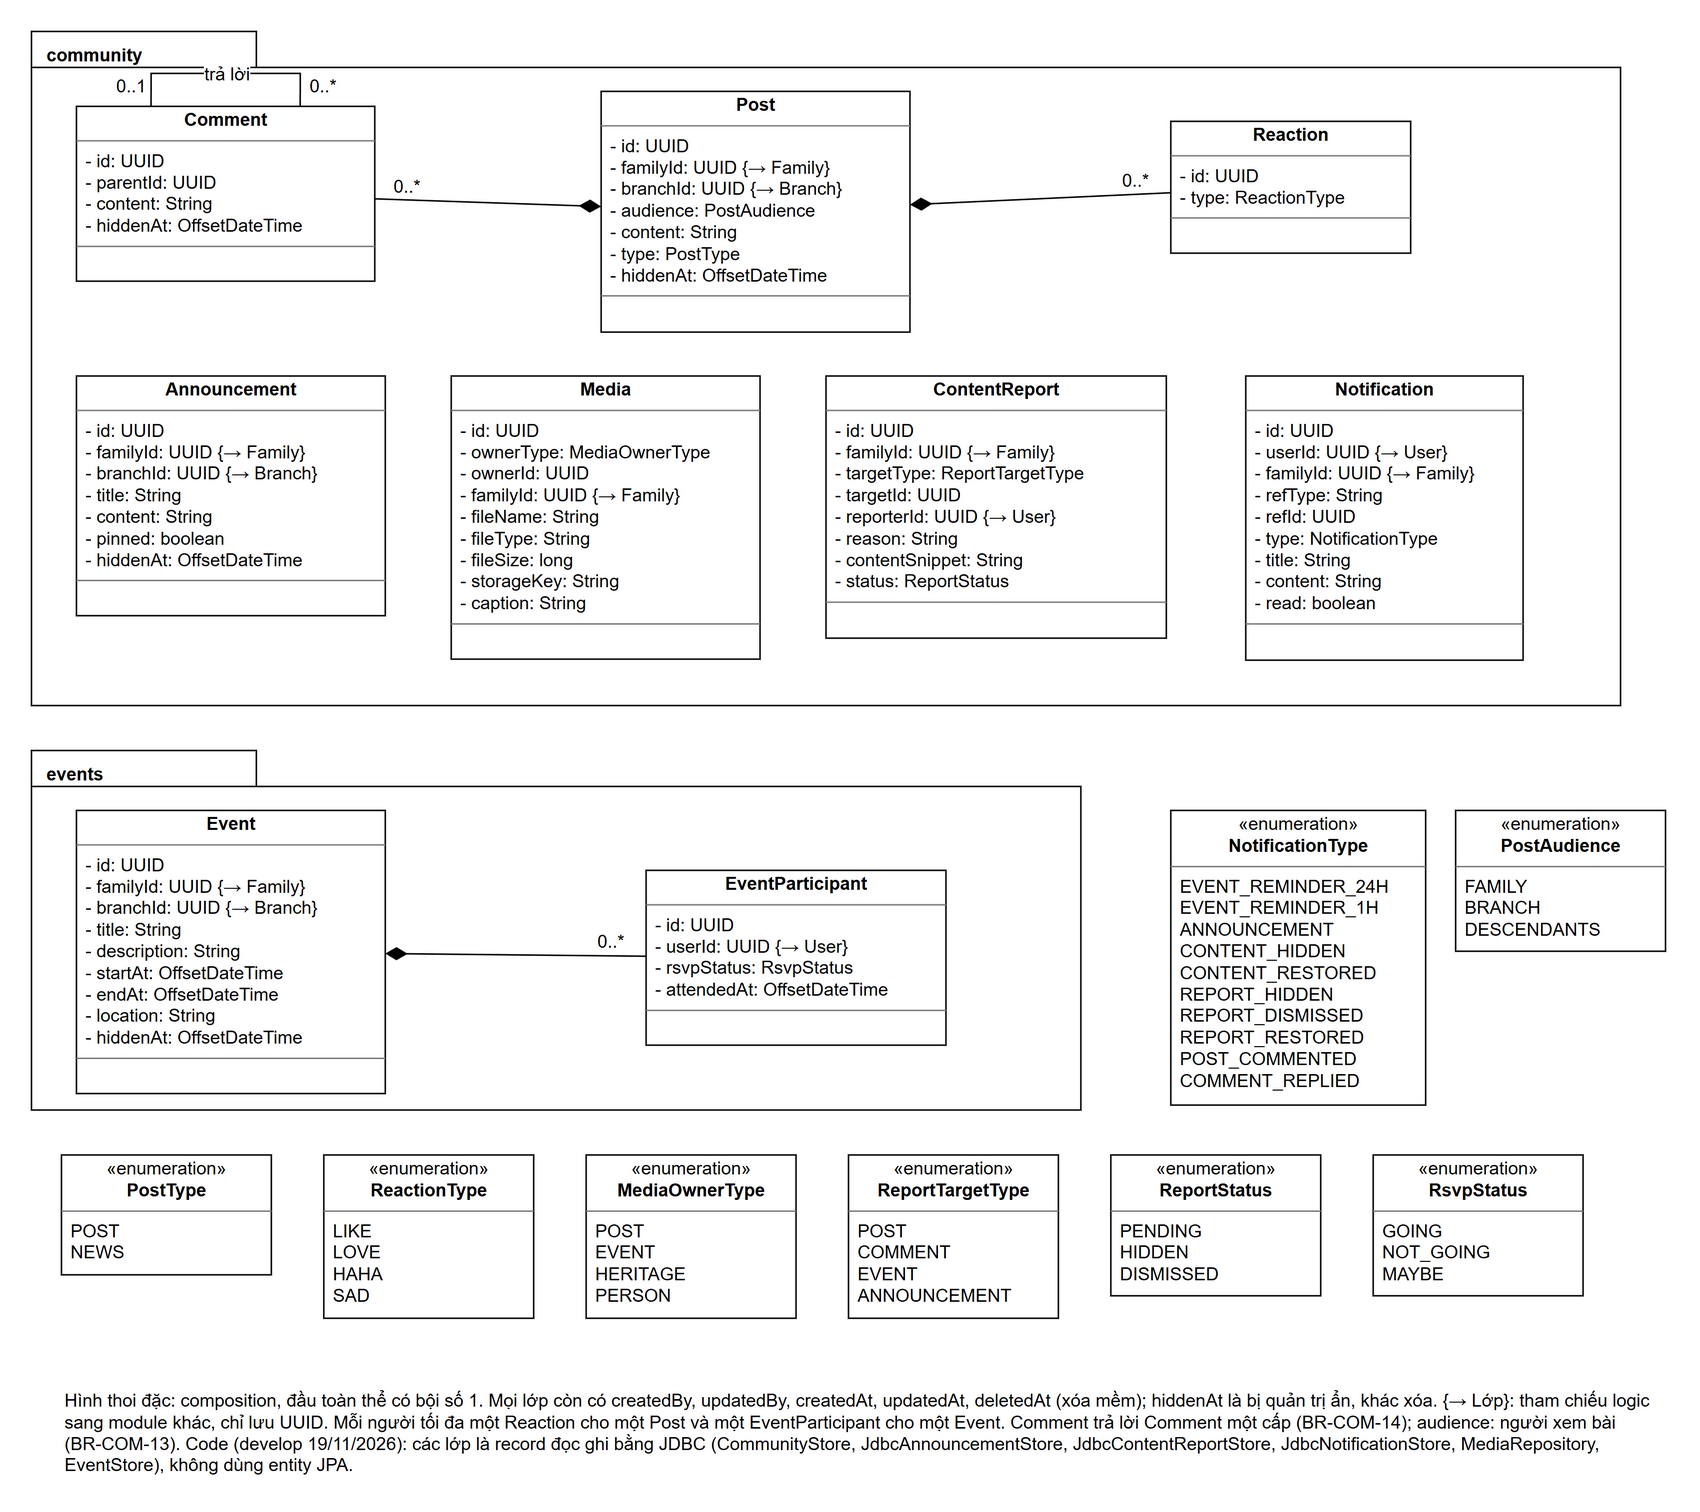 community
0..1
trả lời
0..*
Comment
- id: UUID
- parentId: UUID
- content: String
- hiddenAt: OffsetDateTime
0..*
Post
- id: UUID
- familyId: UUID {→ Family}
- branchId: UUID {→ Branch}
- audience: PostAudience
- content: String
- type: PostType
- hiddenAt: OffsetDateTime
0..*
Reaction
- id: UUID
- type: ReactionType
Announcement
- id: UUID
- familyId: UUID {→ Family}
- branchId: UUID {→ Branch}
- title: String
- content: String
- pinned: boolean
- hiddenAt: OffsetDateTime
Media
- id: UUID
- ownerType: MediaOwnerType
- ownerId: UUID
- familyId: UUID {→ Family}
- fileName: String
- fileType: String
- fileSize: long
- storageKey: String
- caption: String
ContentReport
- id: UUID
- familyId: UUID {→ Family}
- targetType: ReportTargetType
- targetId: UUID
- reporterId: UUID {→ User}
- reason: String
- contentSnippet: String
- status: ReportStatus
Notification
- id: UUID
- userId: UUID {→ User}
- familyId: UUID {→ Family}
- refType: String
- refId: UUID
- type: NotificationType
- title: String
- content: String
- read: boolean
events
Event
- id: UUID
- familyId: UUID {→ Family}
- branchId: UUID {→ Branch}
- title: String
- description: String
- startAt: OffsetDateTime
- endAt: OffsetDateTime
- location: String
- hiddenAt: OffsetDateTime
0..*
EventParticipant
- id: UUID
- userId: UUID {→ User}
- rsvpStatus: RsvpStatus
- attendedAt: OffsetDateTime
«enumeration»
NotificationType
EVENT_REMINDER_24H
EVENT_REMINDER_1H
ANNOUNCEMENT
CONTENT_HIDDEN
CONTENT_RESTORED
REPORT_HIDDEN
REPORT_DISMISSED
REPORT_RESTORED
POST_COMMENTED
COMMENT_REPLIED
«enumeration»
PostAudience
FAMILY
BRANCH
DESCENDANTS
«enumeration»
PostType
POST
NEWS
«enumeration»
ReactionType
LIKE
LOVE
HAHA
SAD
«enumeration»
MediaOwnerType
POST
EVENT
HERITAGE
PERSON
«enumeration»
ReportTargetType
POST
COMMENT
EVENT
ANNOUNCEMENT
«enumeration»
ReportStatus
PENDING
HIDDEN
DISMISSED
«enumeration»
RsvpStatus
GOING
NOT_GOING
MAYBE
Hình thoi đặc: composition, đầu toàn thể có bội số 1. Mọi lớp còn có createdBy, updatedBy, createdAt, updatedAt, deletedAt (xóa mềm); hiddenAt là bị quản trị ẩn, khác xóa. {→ Lớp}: tham chiếu logic
sang module khác, chỉ lưu UUID. Mỗi người tối đa một Reaction cho một Post và một EventParticipant cho một Event. Comment trả lời Comment một cấp (BR-COM-14); audience: người xem bài
(BR-COM-13). Code (develop 19/11/2026): các lớp là record đọc ghi bằng JDBC (CommunityStore, JdbcAnnouncementStore, JdbcContentReportStore, JdbcNotificationStore, MediaRepository,
EventStore), không dùng entity JPA.